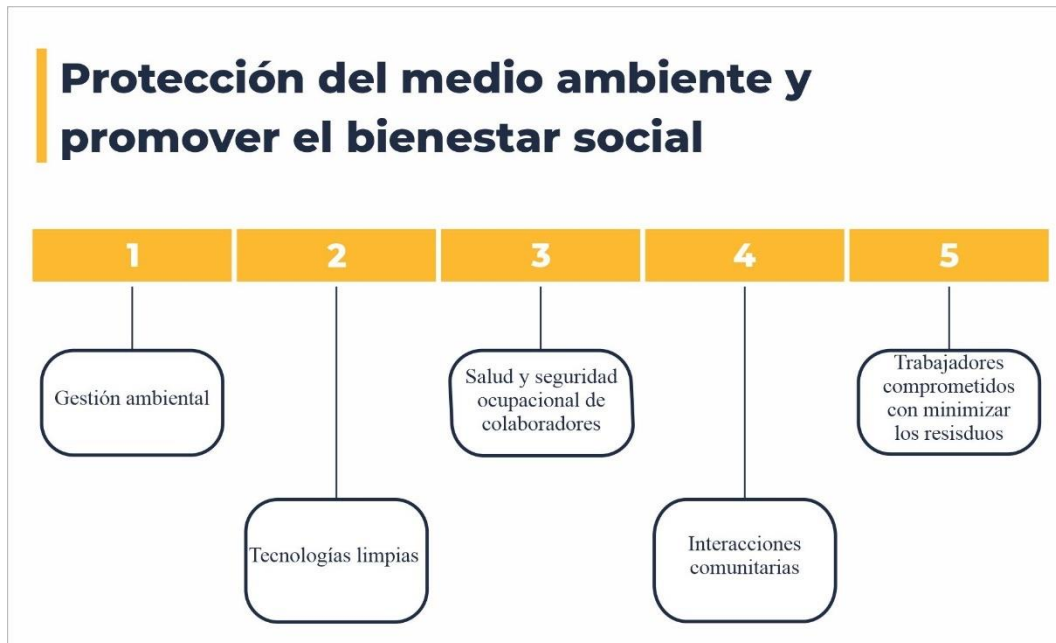 Protección del medio ambiente y
promover el bienestar social
1
2
3
4
5
Gestión ambiental
Tecnologías limpias
Salud y seguridad
ocupacional de
colaboradores
Interacciones
comunitarias
Trabajadores
comprometidos
con minimizar
los resisduos